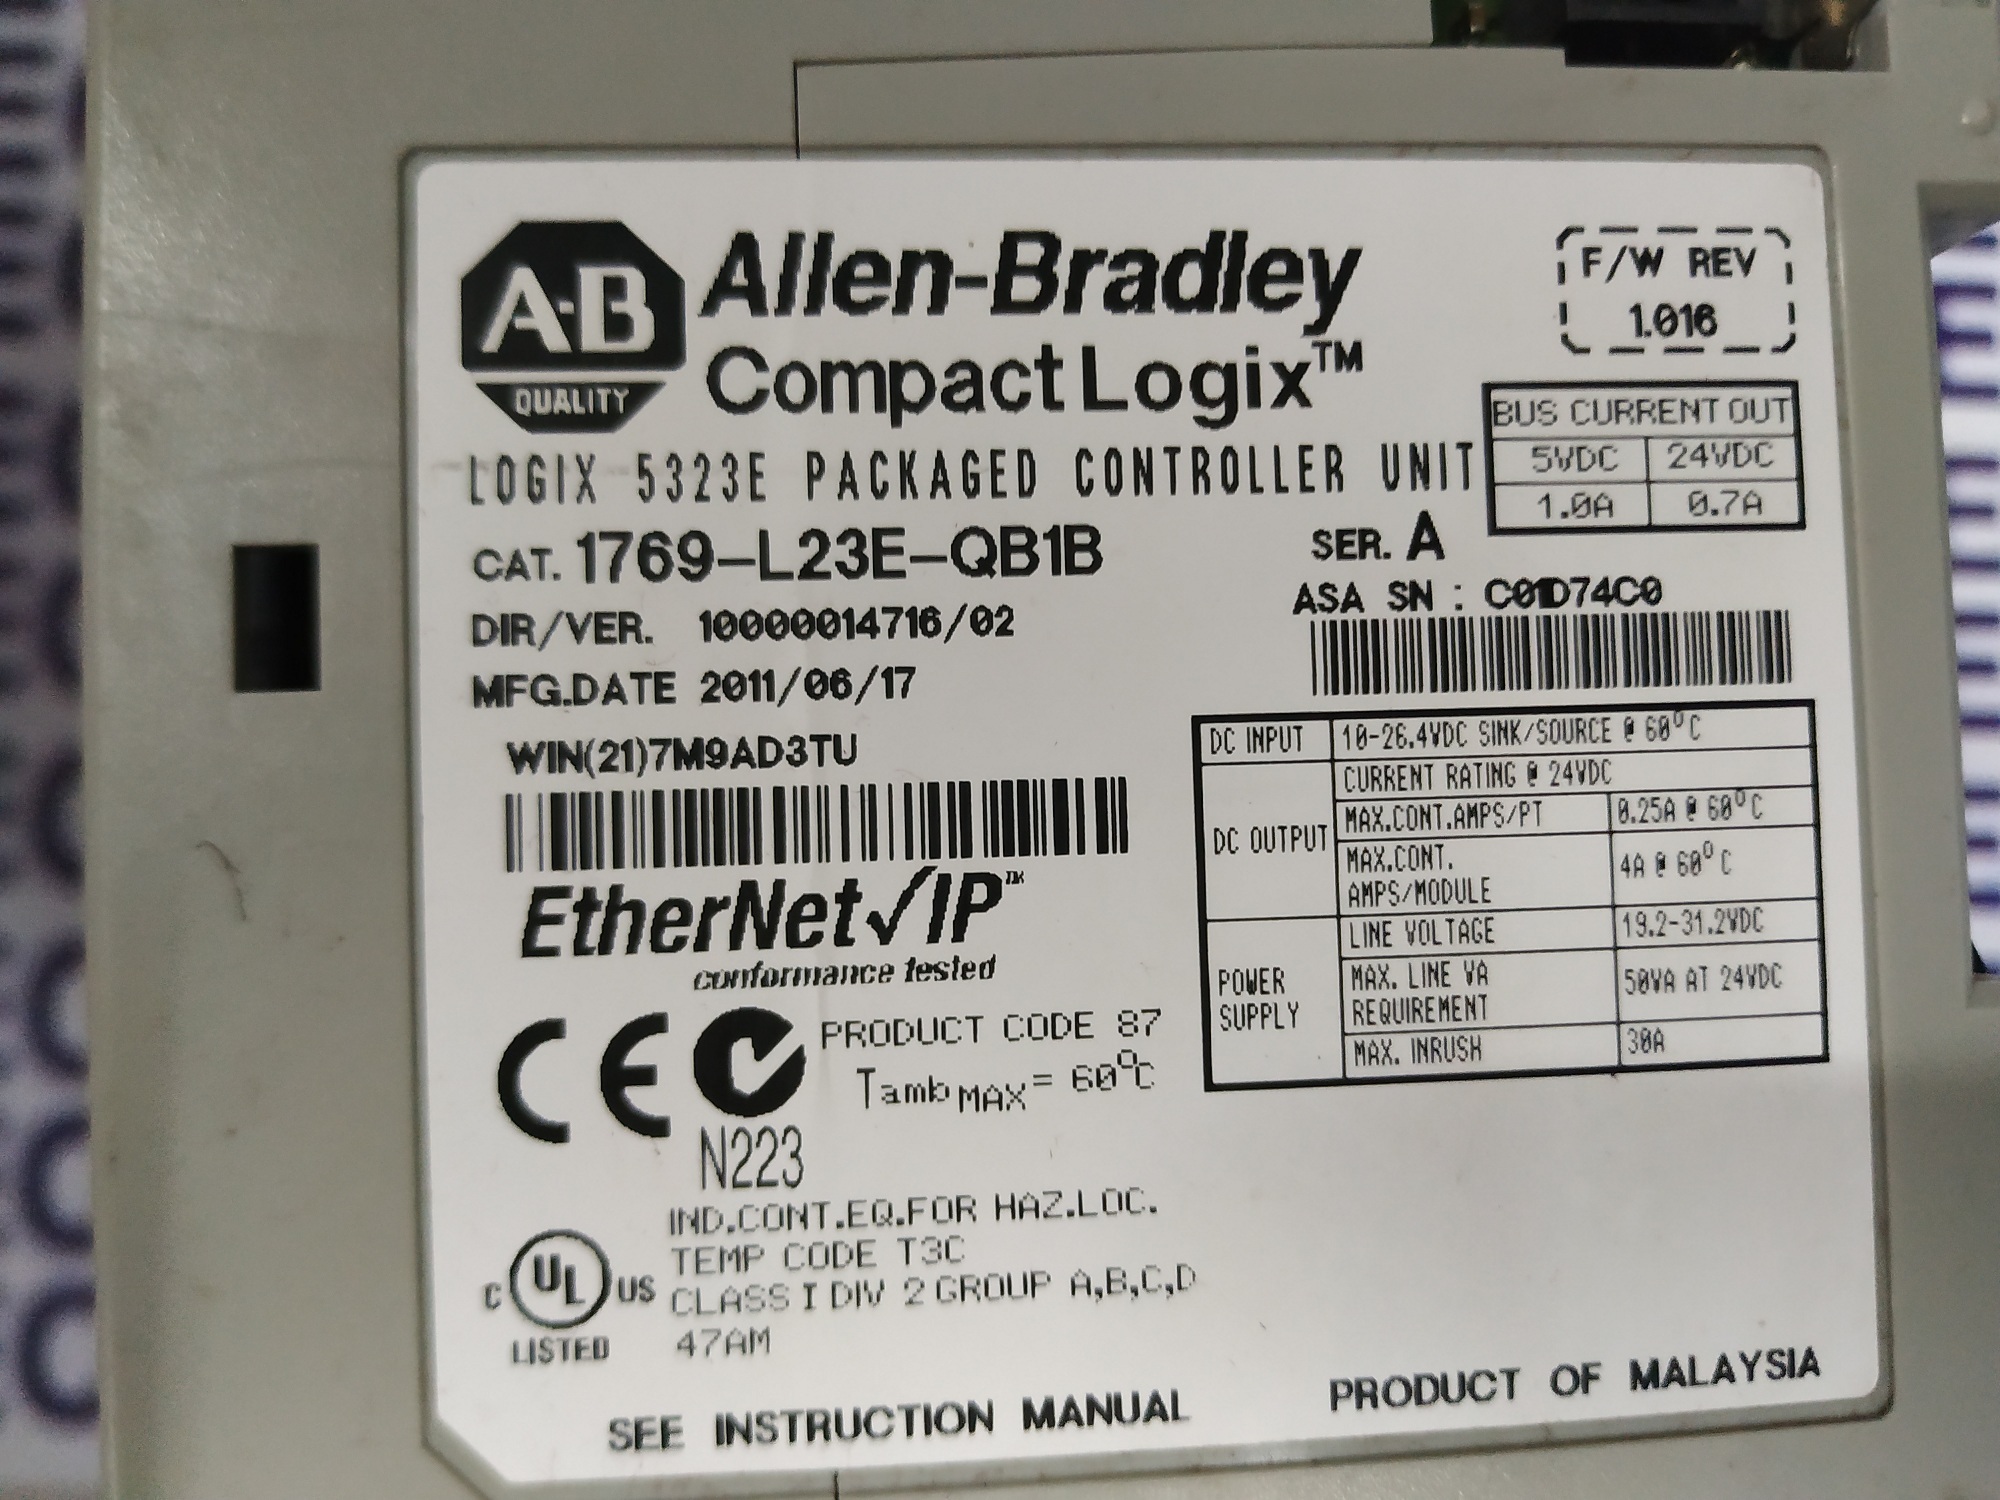 A·B
QUALITY
Allen-Bradley
CompactLogix™
F/W REV
1.016
BUS CURRENT OUT
5VDC 24VDC
1.0A 0.7A
LOGIX 5323E PACKAGED CONTROLLER UNIT
CAT. 1769-L23E-QB1B
SER. A
DIR/VER. 10000014716/02
ASA SN : C01D74C0
MFG.DATE 2011/06/17
WIN(21)7M9AD3TU
DC INPUT 10-26.4VDC SINK/SOURCE @ 60°C
DC OUTPUT
CURRENT RATING @ 24VDC
MAX.CONT.AMPS/PT 0.25A @ 60°C
MAX.CONT.
AMPS/MODULE
4A @ 60°C
POWER
SUPPLY
LINE VOLTAGE 19.2-31.2VDC
MAX. LINE VA
REQUIREMENT
50VA AT 24VDC
MAX. INRUSH 30A
EtherNet/IP™
conformance tested
CE
N223
PRODUCT CODE 87
Tamb MAX = 60°C
C UL US
LISTED
IND.CONT.EQ.FOR HAZ.LOC.
TEMP CODE T3C
CLASS I DIV 2 GROUP A,B,C,D
47AM
SEE INSTRUCTION MANUAL
PRODUCT OF MALAYSIA